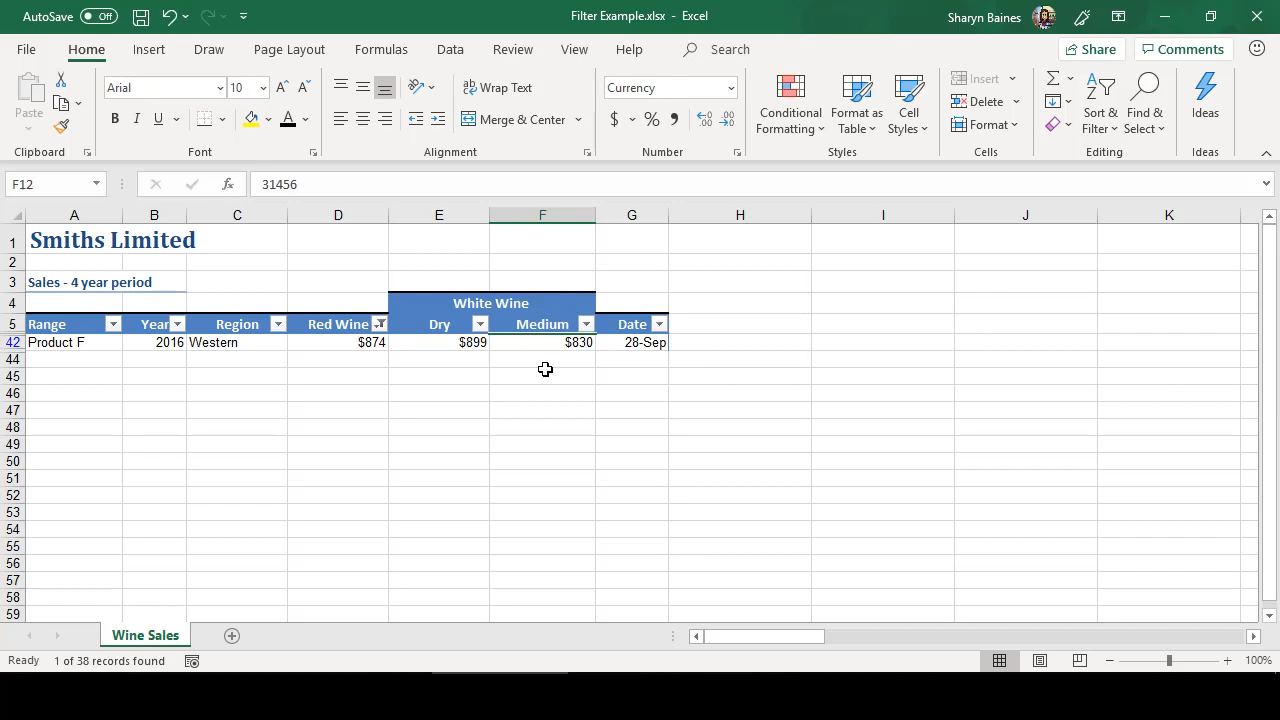 AutoSave Off Filter Example.xlsx - Excel Sharyn Baines
File Home Insert Draw Page Layout Formulas Data Review View Help Search Share Comments
Arial 10 Wrap Text Currency Insert
Paste B I U Merge & Center $ % Conditional Formatting Format as Table Cell Styles Delete Format Sort & Filter Find & Select Ideas
Clipboard Font Alignment Number Styles Cells Editing Ideas
F12 fx 31456
A B C D E F G H I J K
1 Smiths Limited
2
3 Sales - 4 year period
4 White Wine
5 Range Year Region Red Wine Dry Medium Date
42 Product F 2016 Western $874 $899 $830 28-Sep
44
45
46
47
48
49
50
51
52
53
54
55
56
57
58
59
Wine Sales
Ready 1 of 38 records found 100%